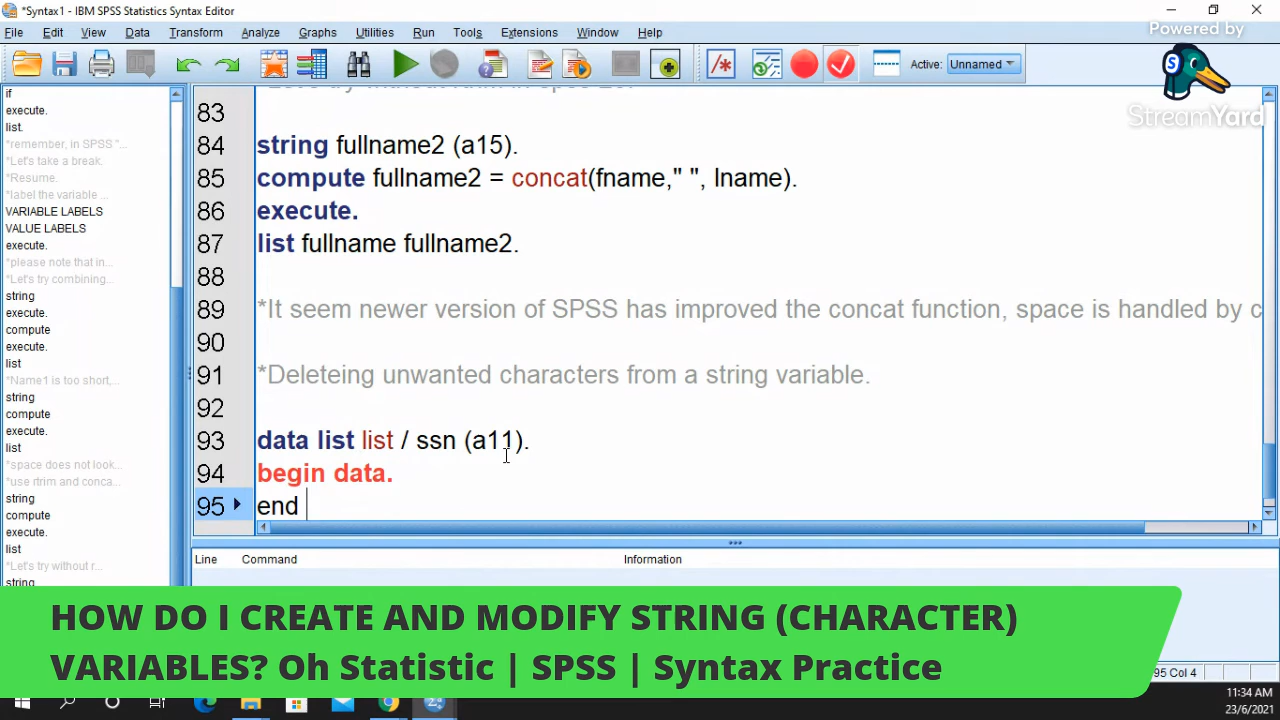 *Syntax1 - IBM SPSS Statistics Syntax Editor
File Edit View Data Transform Analyze Graphs Utilities Run Tools Extensions Window Help
Powered by
Active: Unnamed
StreamYard
if
execute.
list.
*remember, in SPSS "...
*Let's take a break.
*Resume.
*label the variable ...
VARIABLE LABELS
VALUE LABELS
execute.
*please note that in...
*Let's try combining...
string
execute.
compute
execute.
list
*Name1 is too short,...
string
compute
execute.
list
*space does not look...
*use rtrim and conca...
string
compute
execute.
list
*Let's try without r...
string
83
84 string fullname2 (a15).
85 compute fullname2 = concat(fname," ", lname).
86 execute.
87 list fullname fullname2.
88
89 *It seem newer version of SPSS has improved the concat function, space is handled by c
90
91 *Deleteing unwanted characters from a string variable.
92
93 data list list / ssn (a11).
94 begin data.
95 end
Line Command Information
HOW DO I CREATE AND MODIFY STRING (CHARACTER)
VARIABLES? Oh Statistic | SPSS | Syntax Practice
95 Col 4
11:34 AM
23/6/2021